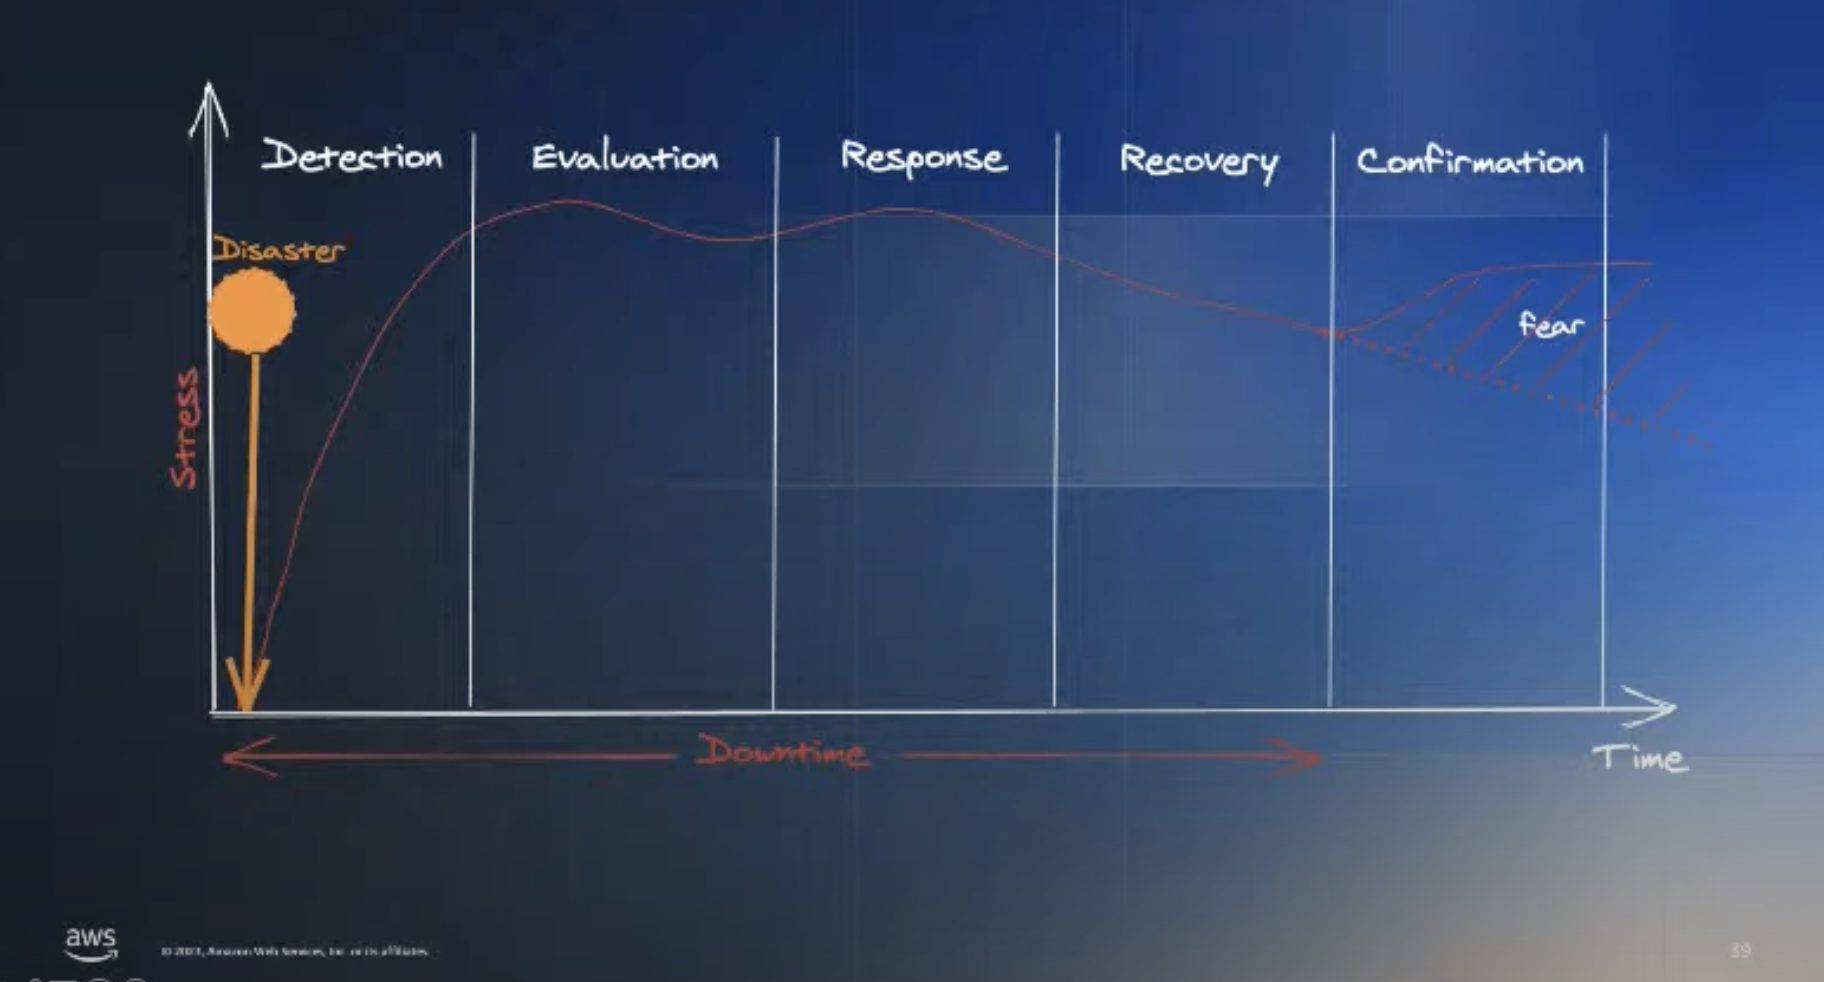 Detection Evaluation Response Recovery Confirmation
Disaster
fear
Stress
Downtime
Time
aws
© 2023, Amazon Web Services, Inc. or its affiliates.
39